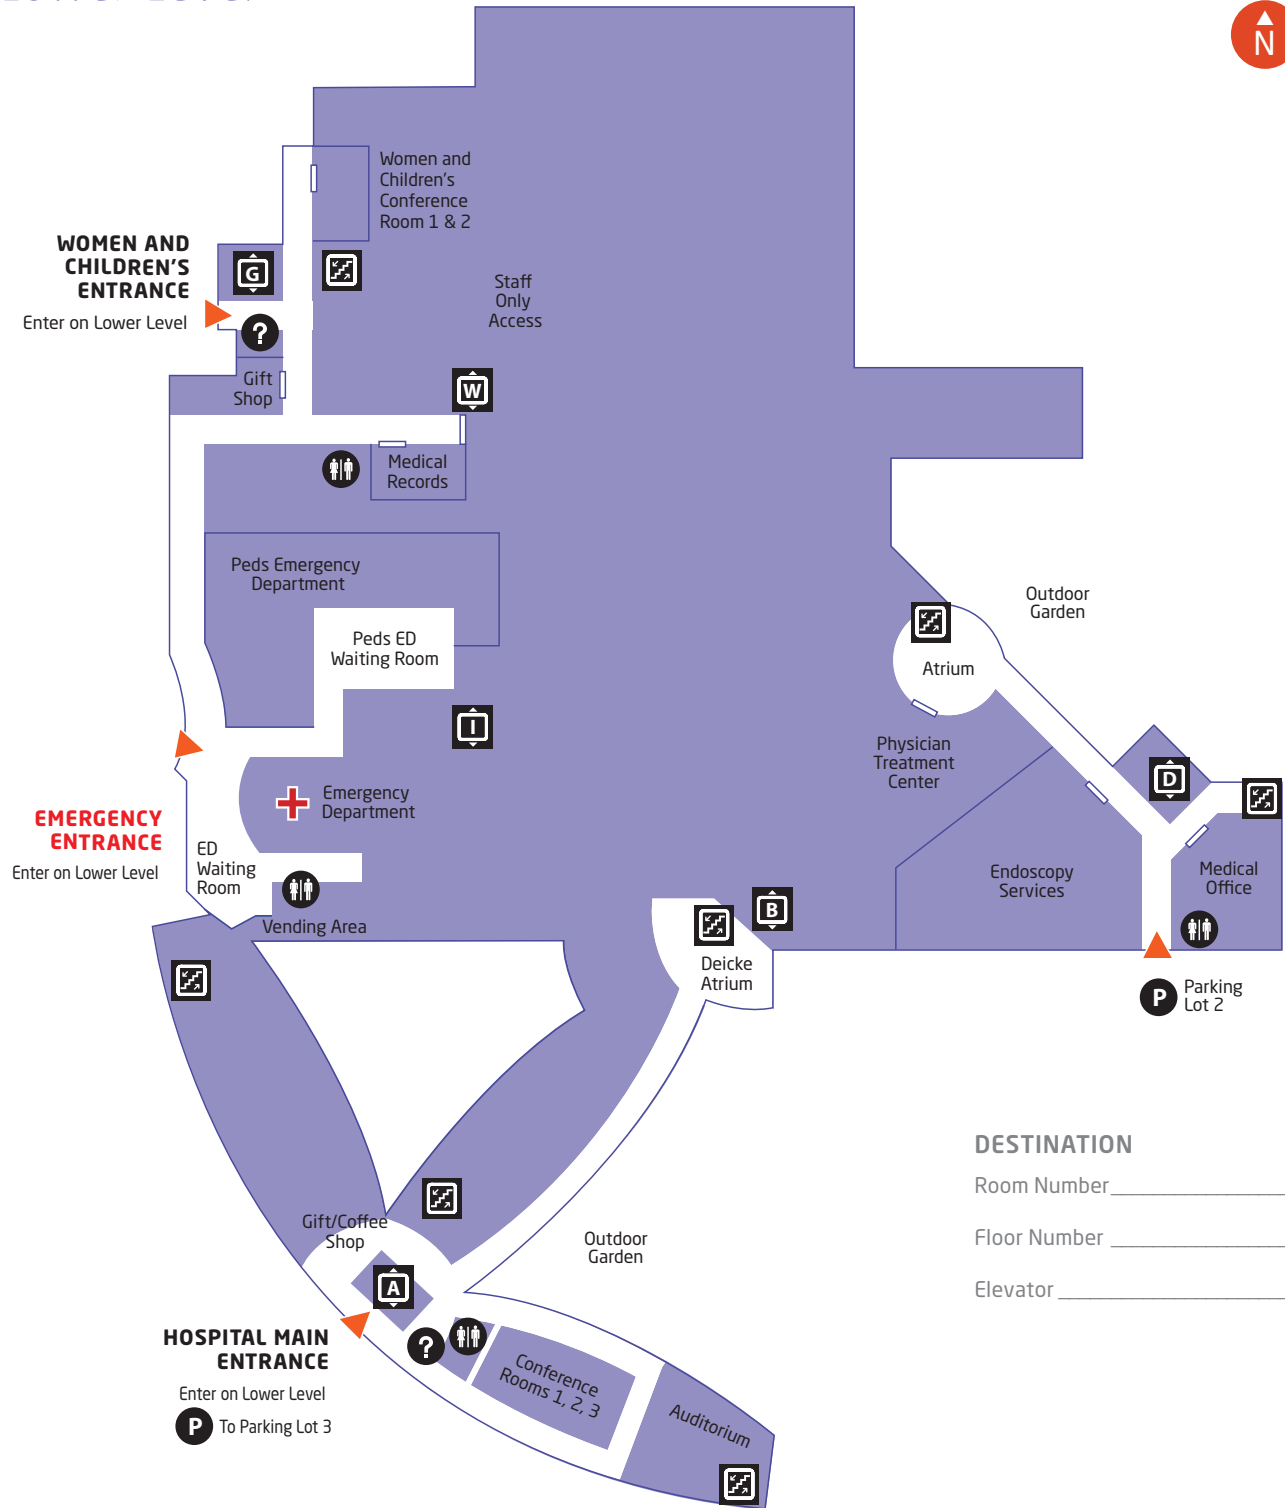 N
Women and
Children's
Conference
Room 1 & 2
WOMEN AND
CHILDREN'S
ENTRANCE
Enter on Lower Level
G
?
Staff
Only
Access
Gift
Shop
W
Medical
Records
Peds Emergency
Department
Peds ED
Waiting Room
Outdoor
Garden
Atrium
I
Physician
Treatment
Center
D
Emergency
Department
EMERGENCY
ENTRANCE
Enter on Lower Level
ED
Waiting
Room
Vending Area
Endoscopy
Services
Medical
Office
B
Deicke
Atrium
P
Parking
Lot 2
DESTINATION
Room Number
Floor Number
Elevator
Gift/Coffee
Shop
Outdoor
Garden
A
HOSPITAL MAIN
ENTRANCE
Enter on Lower Level
P To Parking Lot 3
?
Conference
Rooms 1, 2, 3
Auditorium